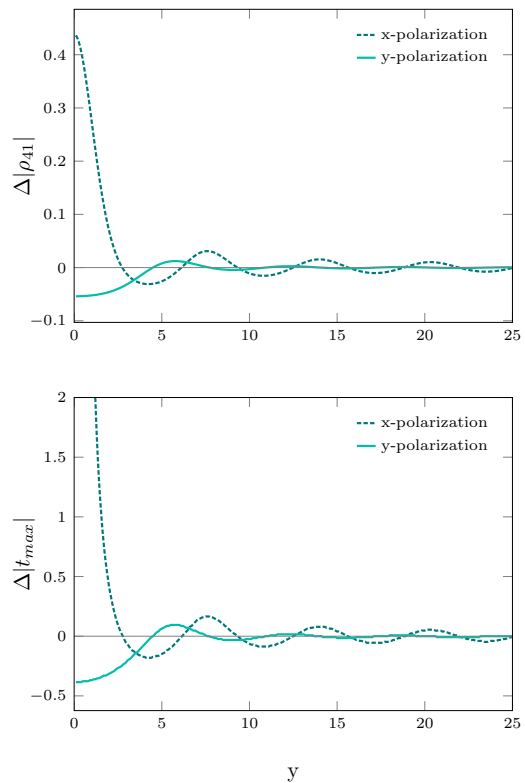 x-polarization
y-polarization
Δ|ρ₄₁|
0.4
0.3
0.2
0.1
0
−0.1
0 5 10 15 20 25
x-polarization
y-polarization
Δ|tₘₐₓ|
2
1.5
1
0.5
0
−0.5
0 5 10 15 20 25
y